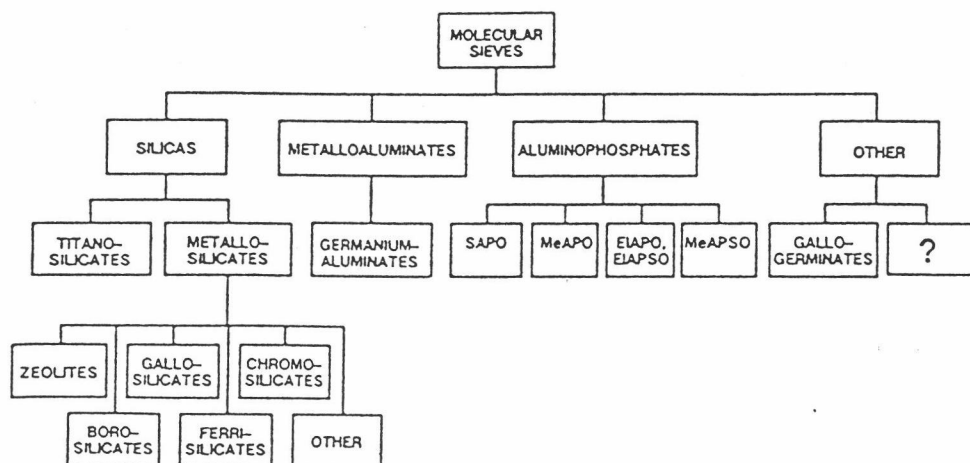 MOLECULAR
SIEVES
SILICAS
METALLOALUMINATES
ALUMINOPHOSPHATES
OTHER
TITANO-
SILICATES
METALLO-
SILICATES
GERMANIUM-
ALUMINATES
SAPO
MeAPO
ElAPO,
ElAPSO
MeAPSO
GALLO-
GERMINATES
?
ZEOLITES
GALLO-
SILICATES
CHROMO-
SILICATES
BORO-
SILICATES
FERRI-
SILICATES
OTHER